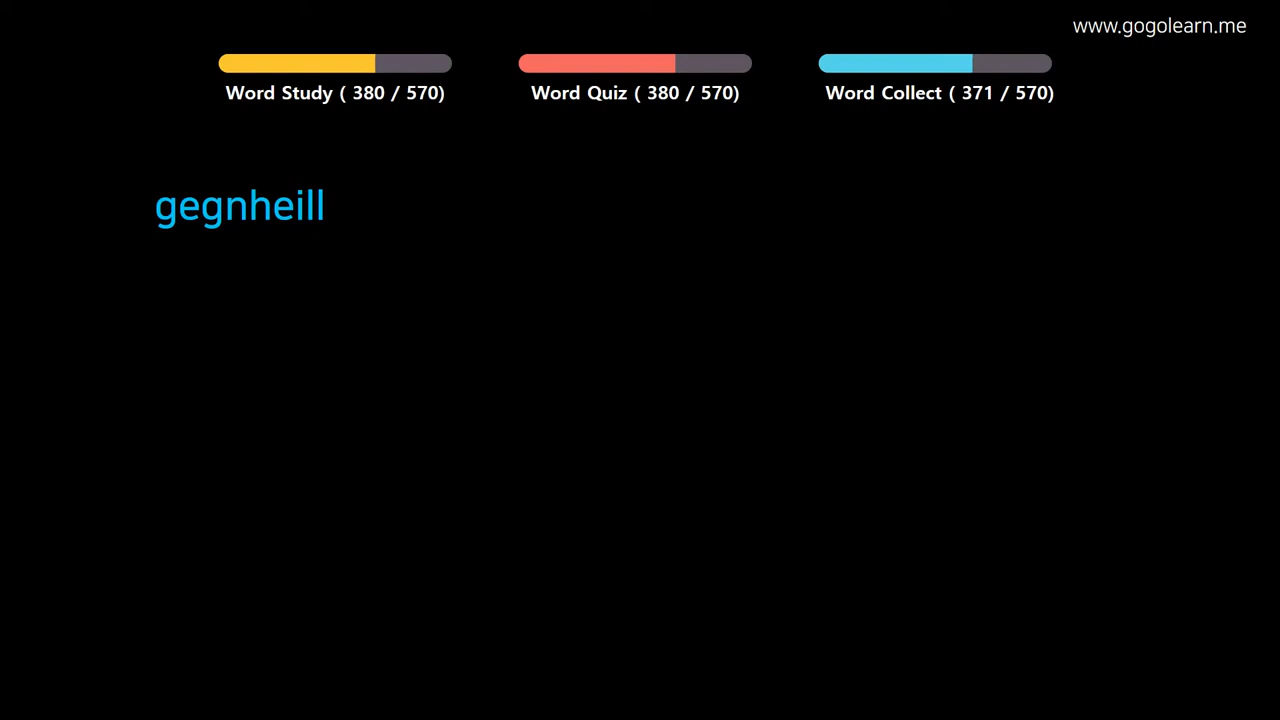 www.gogolearn.me
Word Study ( 380 / 570)
Word Quiz ( 380 / 570)
Word Collect ( 371 / 570)
gegnheill